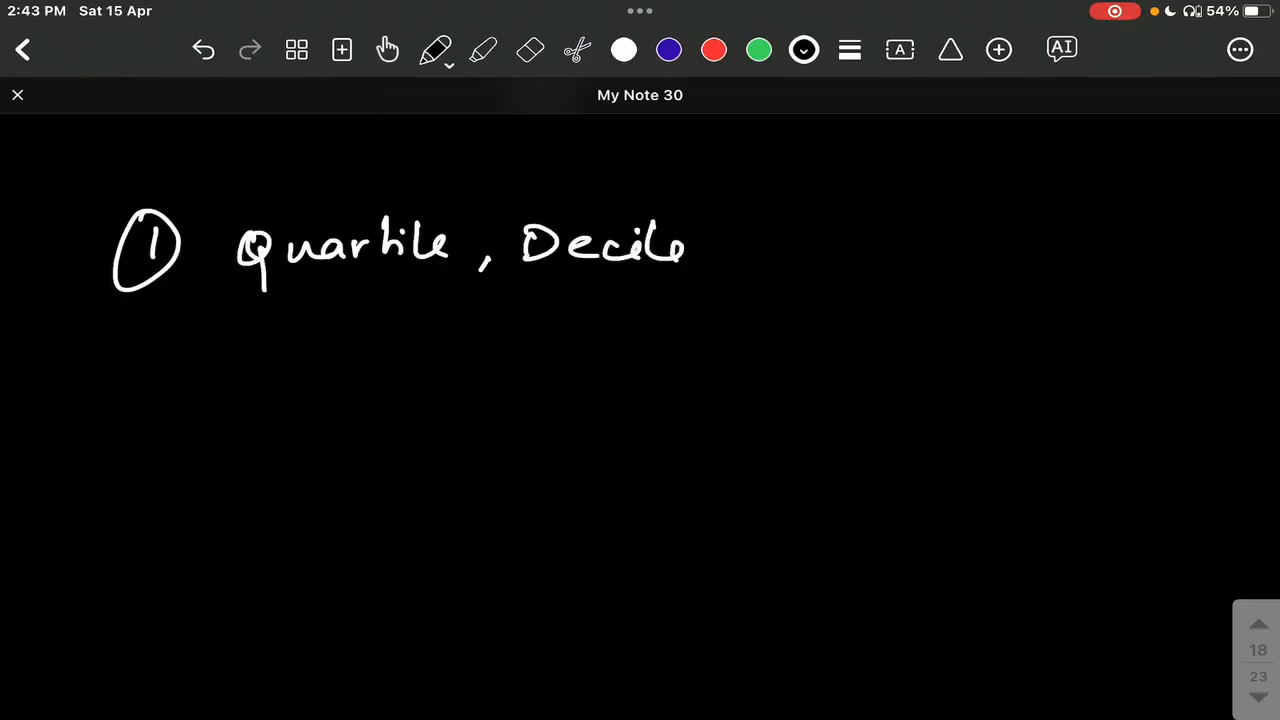 2:43 PM Sat 15 Apr 54%
A AI
My Note 30
1 Quartile, Decile
18
23